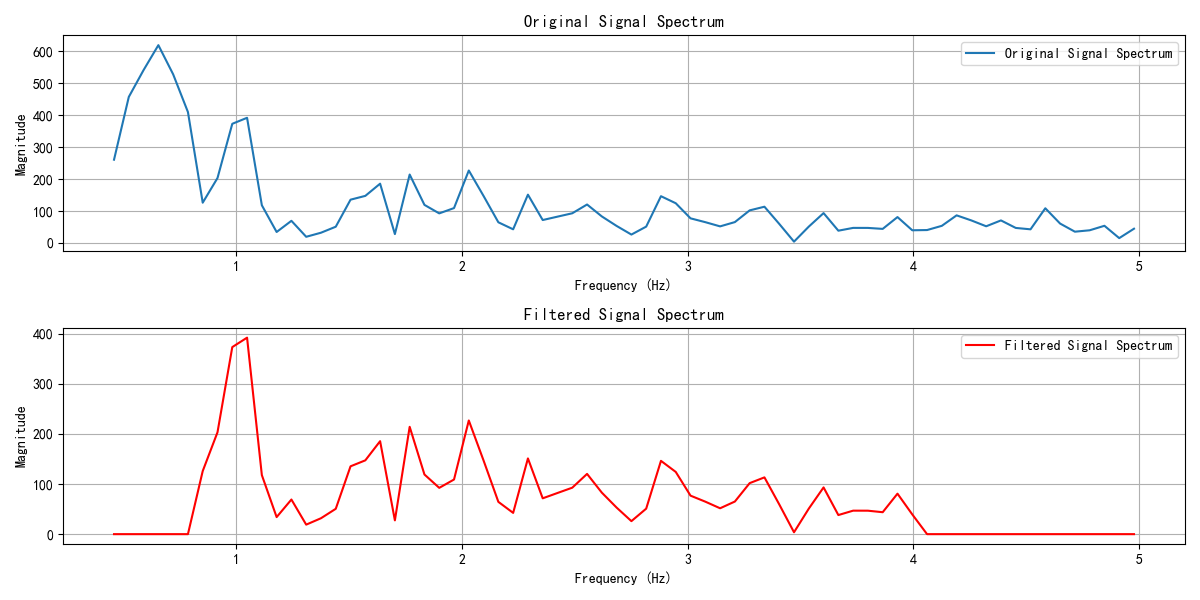 Original Signal Spectrum
600
500
400
300
200
100
0
Magnitude
Original Signal Spectrum
1 2 3 4 5
Frequency (Hz)
Filtered Signal Spectrum
400
300
200
100
0
Magnitude
Filtered Signal Spectrum
1 2 3 4 5
Frequency (Hz)